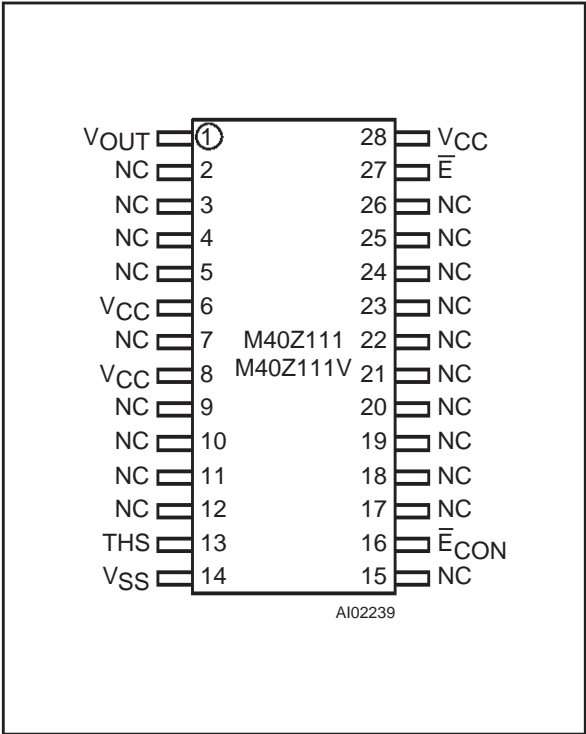 VOUT 1 28 VCC
NC 2 27 E̅
NC 3 26 NC
NC 4 25 NC
NC 5 24 NC
VCC 6 23 NC
NC 7 M40Z111 22 NC
VCC 8 M40Z111V 21 NC
NC 9 20 NC
NC 10 19 NC
NC 11 18 NC
NC 12 17 NC
THS 13 16 E̅CON
VSS 14 15 NC
AI02239